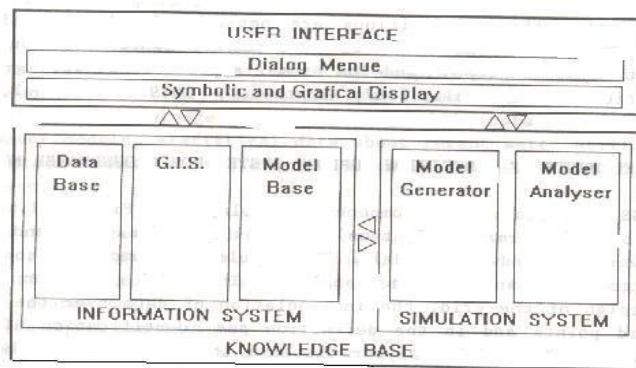 USER INTERFACE
Dialog Menue
Symbolic and Grafical Display
Data Base
G.I.S.
Model Base
Model Generator
Model Analyser
INFORMATION SYSTEM
SIMULATION SYSTEM
KNOWLEDGE BASE